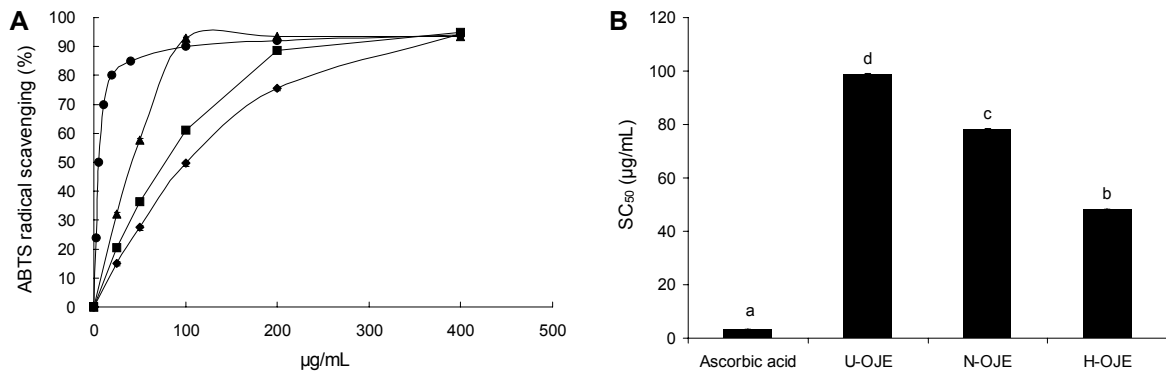 A
ABTS radical scavenging (%)
100
90
80
70
60
50
40
30
20
10
0
0 100 200 300 400 500
µg/mL
B
SC₅₀ (µg/mL)
120
100
80
60
40
20
0
a
d
c
b
Ascorbic acid U-OJE N-OJE H-OJE